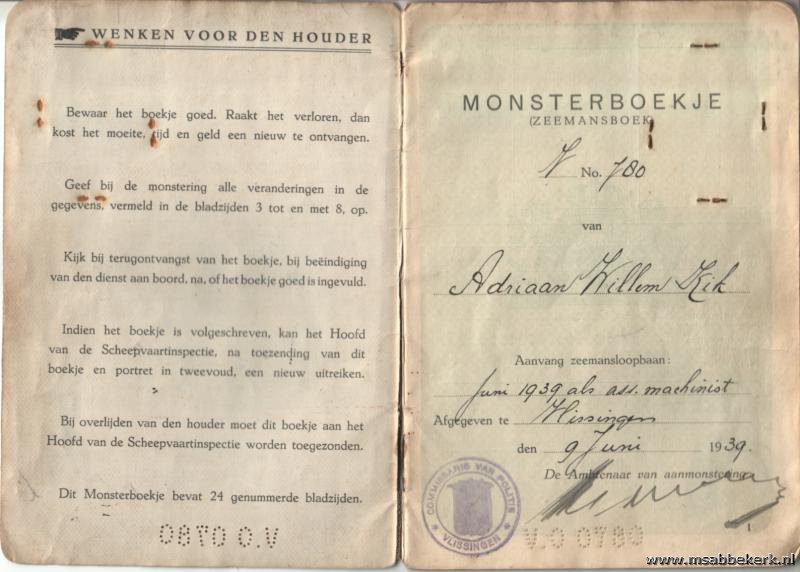 WENKEN VOOR DEN HOUDER
Bewaar het boekje goed. Raakt het verloren, dan
kost het moeite, tijd en geld een nieuw te ontvangen.
Geef bij de monstering alle veranderingen in de
gegevens, vermeld in de bladzijden 3 tot en met 8, op.
Kijk bij terugontvangst van het boekje, bij beëindiging
van den dienst aan boord, na, of het boekje goed is ingevuld.
Indien het boekje is volgeschreven, kan het Hoofd
van de Scheepvaartinspectie, na toezending van dit
boekje en portret in tweevoud, een nieuw uitreiken.
Bij overlijden van den houder moet dit boekje aan het
Hoofd van de Scheepvaartinspectie worden toegezonden.
Dit Monsterboekje bevat 24 genummerde bladzijden.
MONSTERBOEKJE
(ZEEMANSBOEK)
V No. 780
van
Adriaan Willem Kik
Aanvang zeemansloopbaan:
Juni 1939 als ass. machinist
Afgegeven te Vlissingen
den 9 Juni 1939.
De Ambtenaar van aanmonstering
COMMISSARIS VAN POLITIE
VLISSINGEN
V.O 0780
1
www.msabbekerk.nl